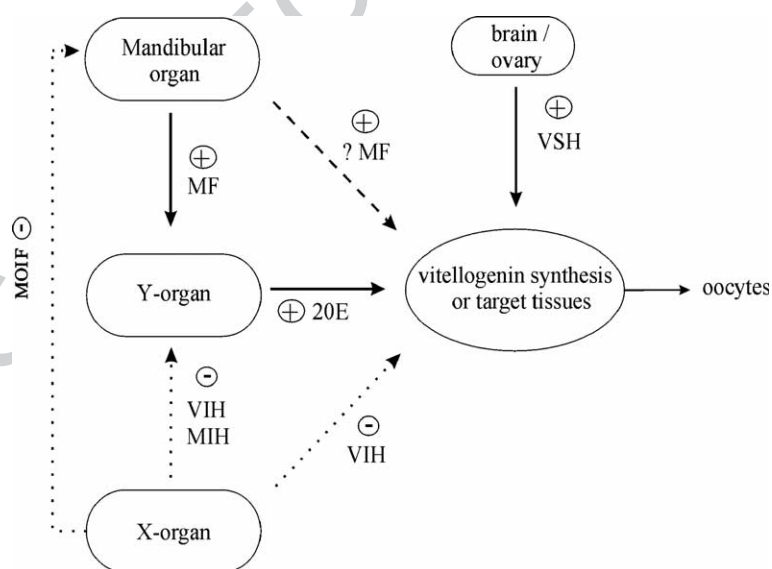 Mandibular
organ
brain /
ovary
+
MF
+
? MF
+
VSH
MOIF -
Y-organ
+ 20E
vitellogenin synthesis
or target tissues
oocytes
-
VIH
MIH
-
VIH
X-organ